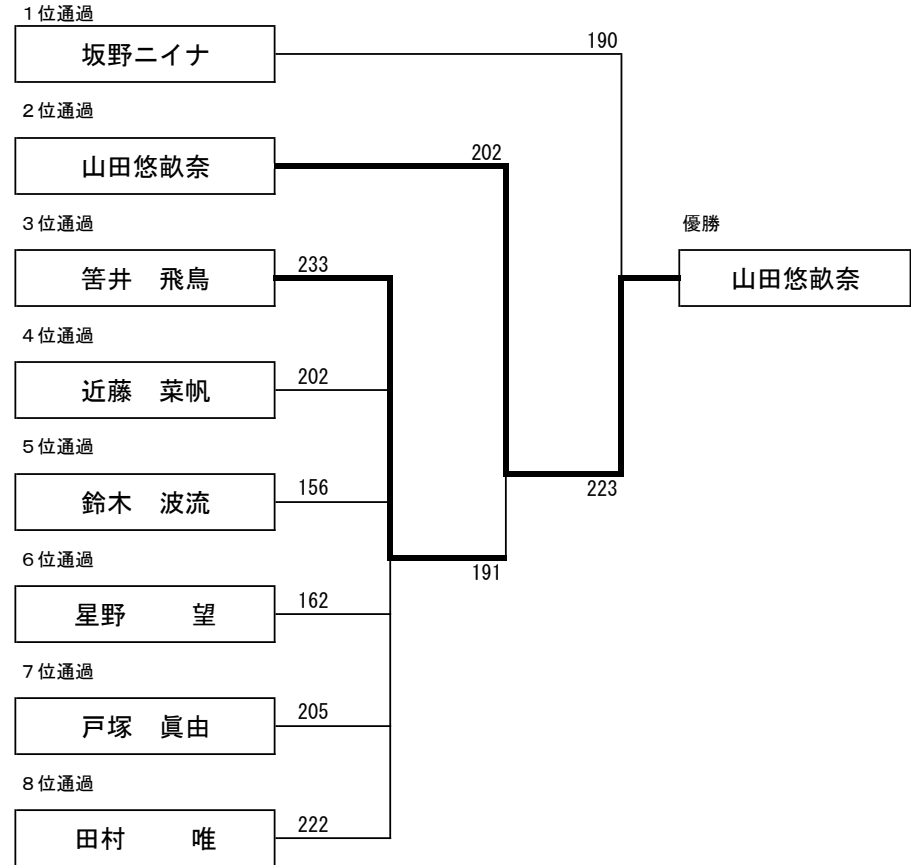 １位通過
坂野ニイナ
190
２位通過
山田悠畝奈
202
３位通過
優勝
筈井　飛鳥
233
山田悠畝奈
４位通過
近藤　菜帆
202
５位通過
鈴木　波流
156
223
６位通過
191
星野　　望
162
７位通過
戸塚　眞由
205
８位通過
田村　　唯
222